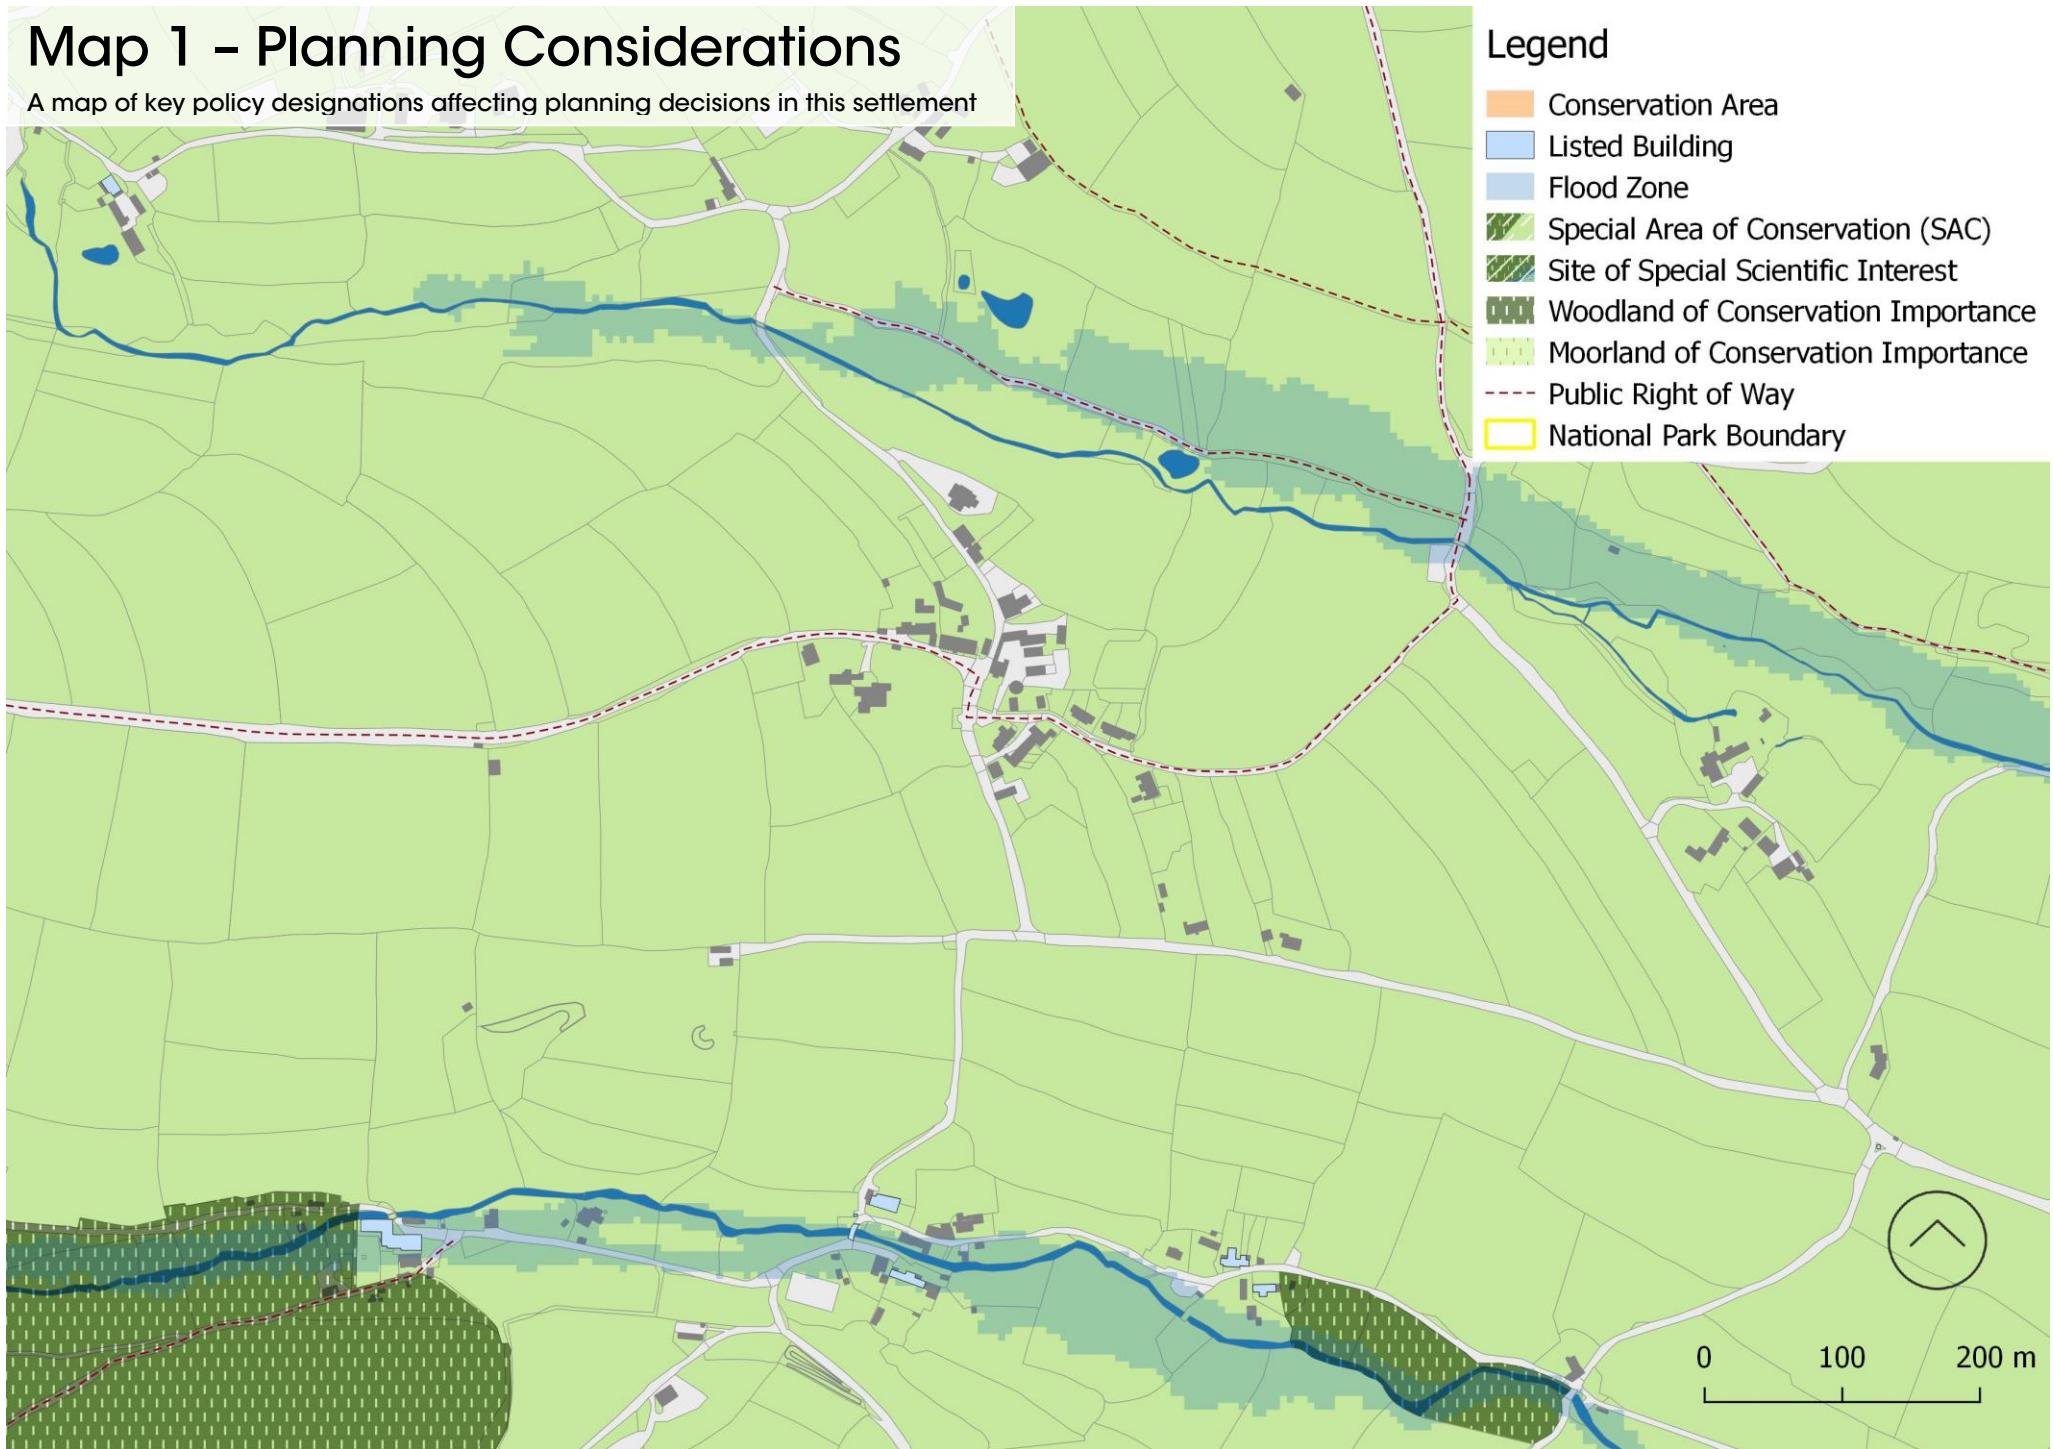 Map 1 – Planning Considerations
A map of key policy designations affecting planning decisions in this settlement
Legend
Conservation Area
Listed Building
Flood Zone
Special Area of Conservation (SAC)
Site of Special Scientific Interest
Woodland of Conservation Importance
Moorland of Conservation Importance
Public Right of Way
National Park Boundary
0 100 200 m